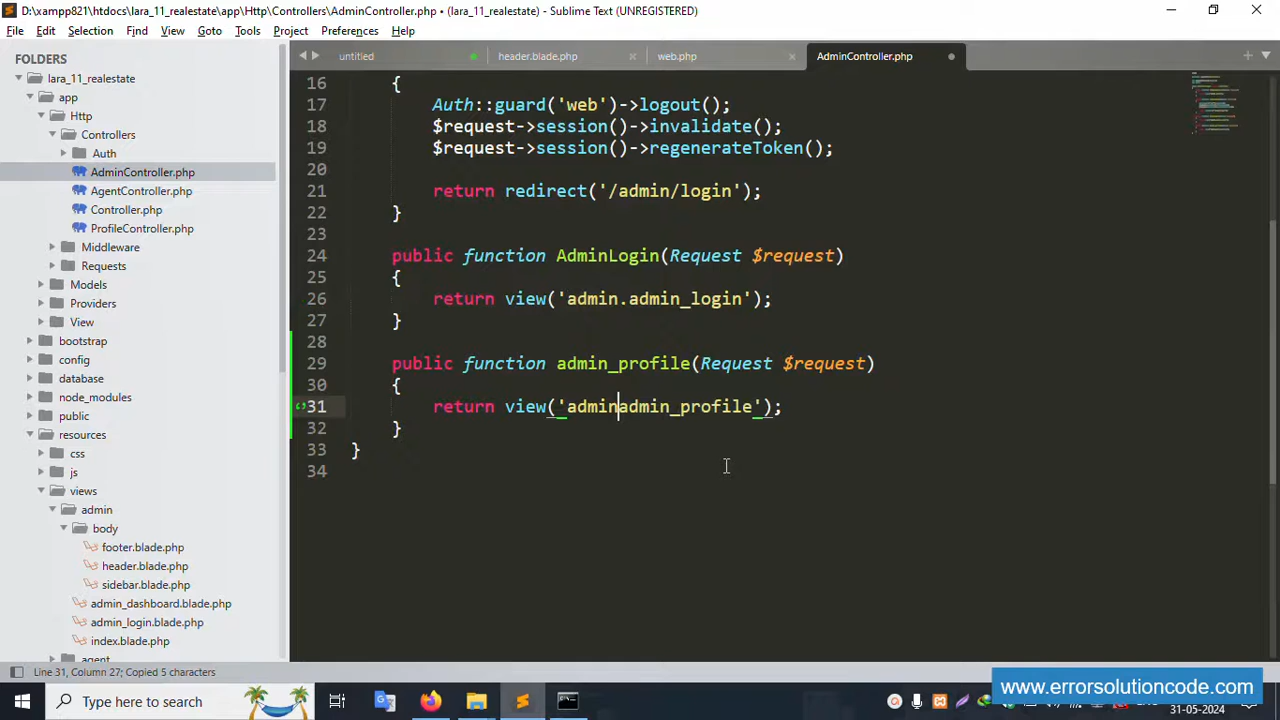 D:\xampp821\htdocs\lara_11_realestate\app\Http\Controllers\AdminController.php • (lara_11_realestate) - Sublime Text (UNREGISTERED)
File Edit Selection Find View Goto Tools Project Preferences Help
FOLDERS
lara_11_realestate
app
Http
Controllers
Auth
AdminController.php
AgentController.php
Controller.php
ProfileController.php
Middleware
Requests
Models
Providers
View
bootstrap
config
database
node_modules
public
resources
css
js
views
admin
body
footer.blade.php
header.blade.php
sidebar.blade.php
admin_dashboard.blade.php
admin_login.blade.php
index.blade.php
agent
untitled header.blade.php web.php AdminController.php
16 {
17 Auth::guard('web')->logout();
18 $request->session()->invalidate();
19 $request->session()->regenerateToken();
20
21 return redirect('/admin/login');
22 }
23
24 public function AdminLogin(Request $request)
25 {
26 return view('admin.admin_login');
27 }
28
29 public function admin_profile(Request $request)
30 {
31 return view('adminadmin_profile');
32 }
33 }
34
Line 31, Column 27; Copied 5 characters
www.errorsolutioncode.com
Type here to search
31-05-2024